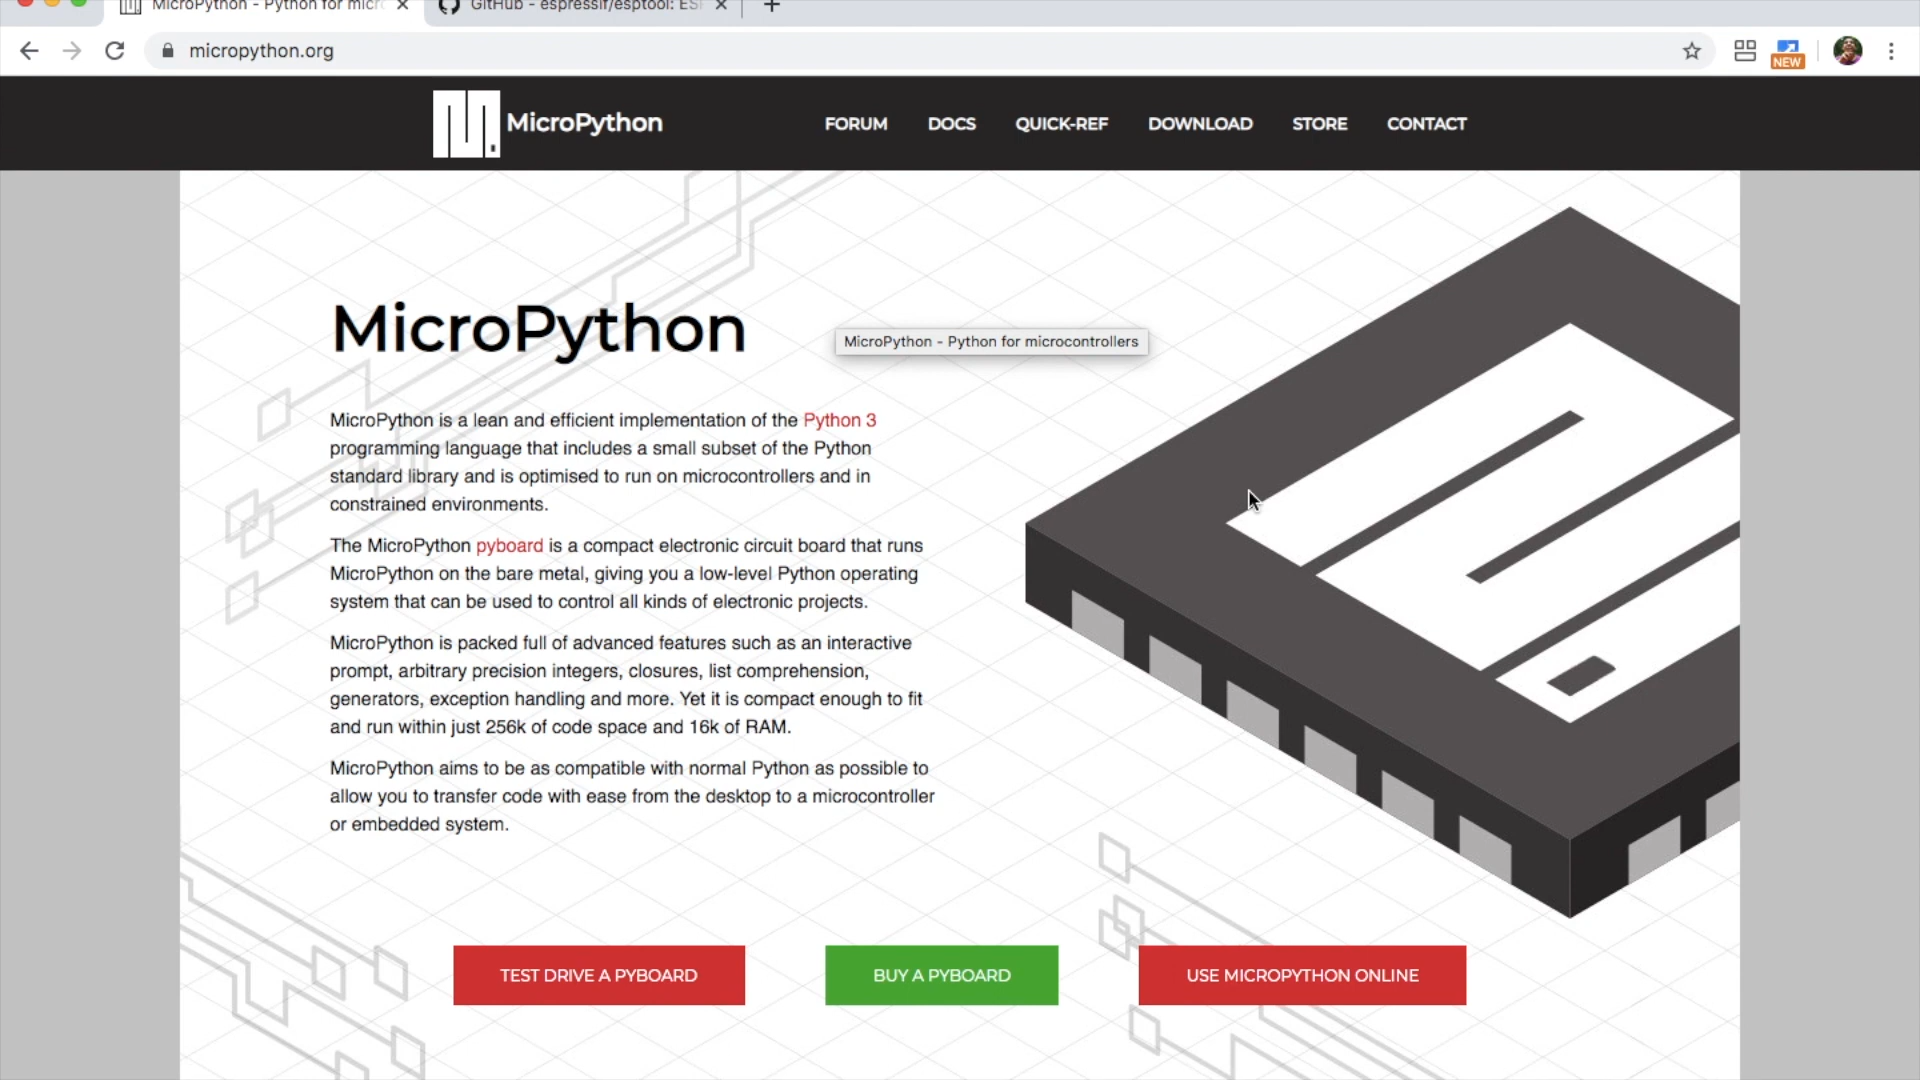 MicroPython - Python for micr
GitHub - espressif/esptool: ES
micropython.org
NEW
MicroPython
FORUM
DOCS
QUICK-REF
DOWNLOAD
STORE
CONTACT
MicroPython
MicroPython - Python for microcontrollers
MicroPython is a lean and efficient implementation of the Python 3
programming language that includes a small subset of the Python
standard library and is optimised to run on microcontrollers and in
constrained environments.
The MicroPython pyboard is a compact electronic circuit board that runs
MicroPython on the bare metal, giving you a low-level Python operating
system that can be used to control all kinds of electronic projects.
MicroPython is packed full of advanced features such as an interactive
prompt, arbitrary precision integers, closures, list comprehension,
generators, exception handling and more. Yet it is compact enough to fit
and run within just 256k of code space and 16k of RAM.
MicroPython aims to be as compatible with normal Python as possible to
allow you to transfer code with ease from the desktop to a microcontroller
or embedded system.
TEST DRIVE A PYBOARD
BUY A PYBOARD
USE MICROPYTHON ONLINE